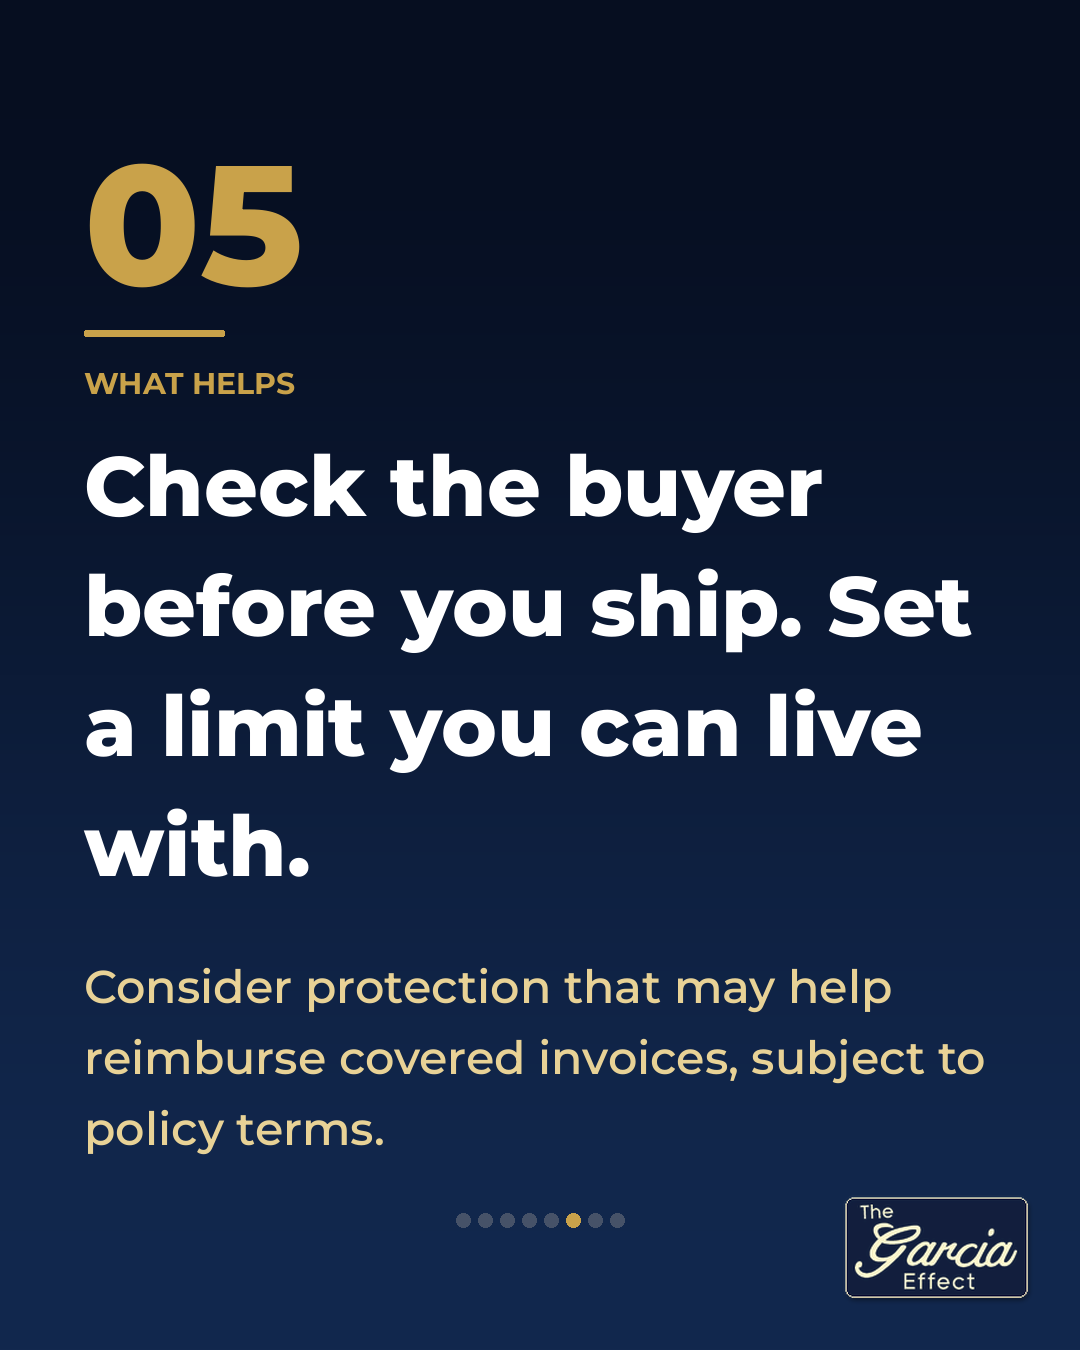 05
WHAT HELPS
Check the buyer
before you ship. Set
a limit you can live
with.
Consider protection that may help
reimburse covered invoices, subject to
policy terms.
The
Garcia
Effect